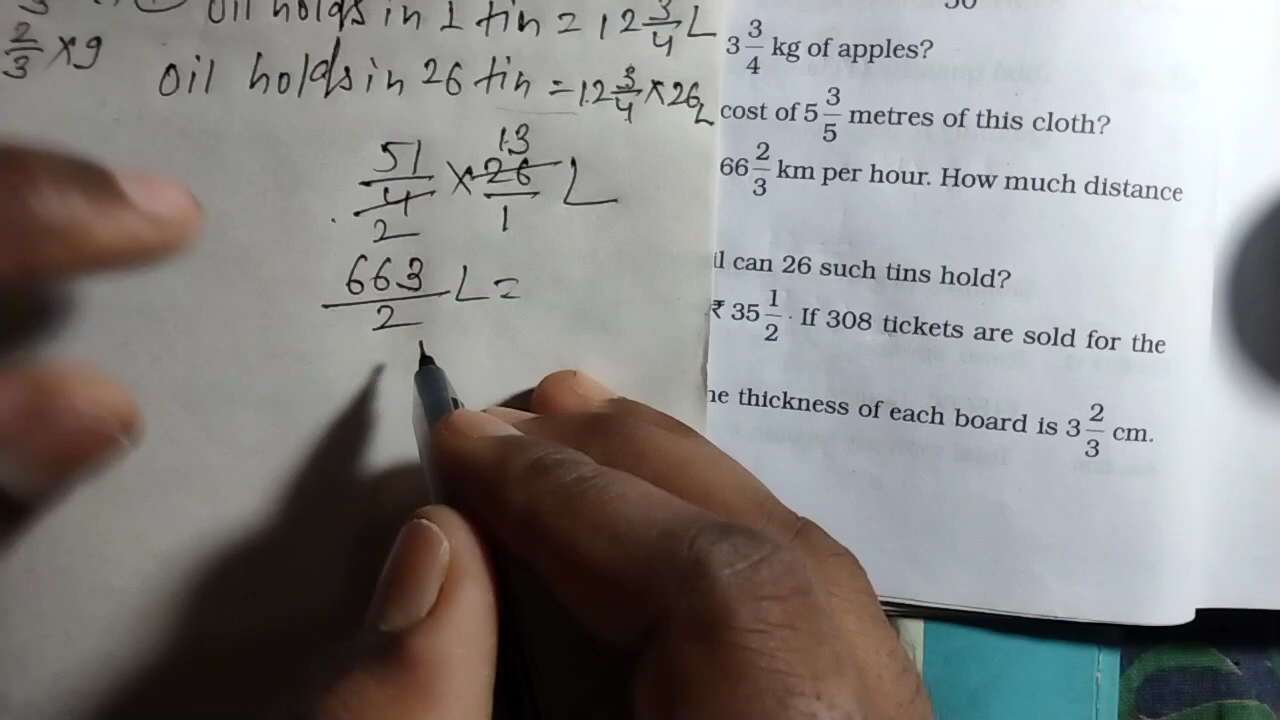 oil holds in 1 tin = 12 3/4 L
2/3 × 9
oil holds in 26 tin = 12 3/4 × 26 L
51/4 × 26/1 L
13
2
663/2 L =
3 3/4 kg of apples?
cost of 5 3/5 metres of this cloth?
66 2/3 km per hour. How much distance
il can 26 such tins hold?
₹ 35 1/2. If 308 tickets are sold for the
he thickness of each board is 3 2/3 cm.